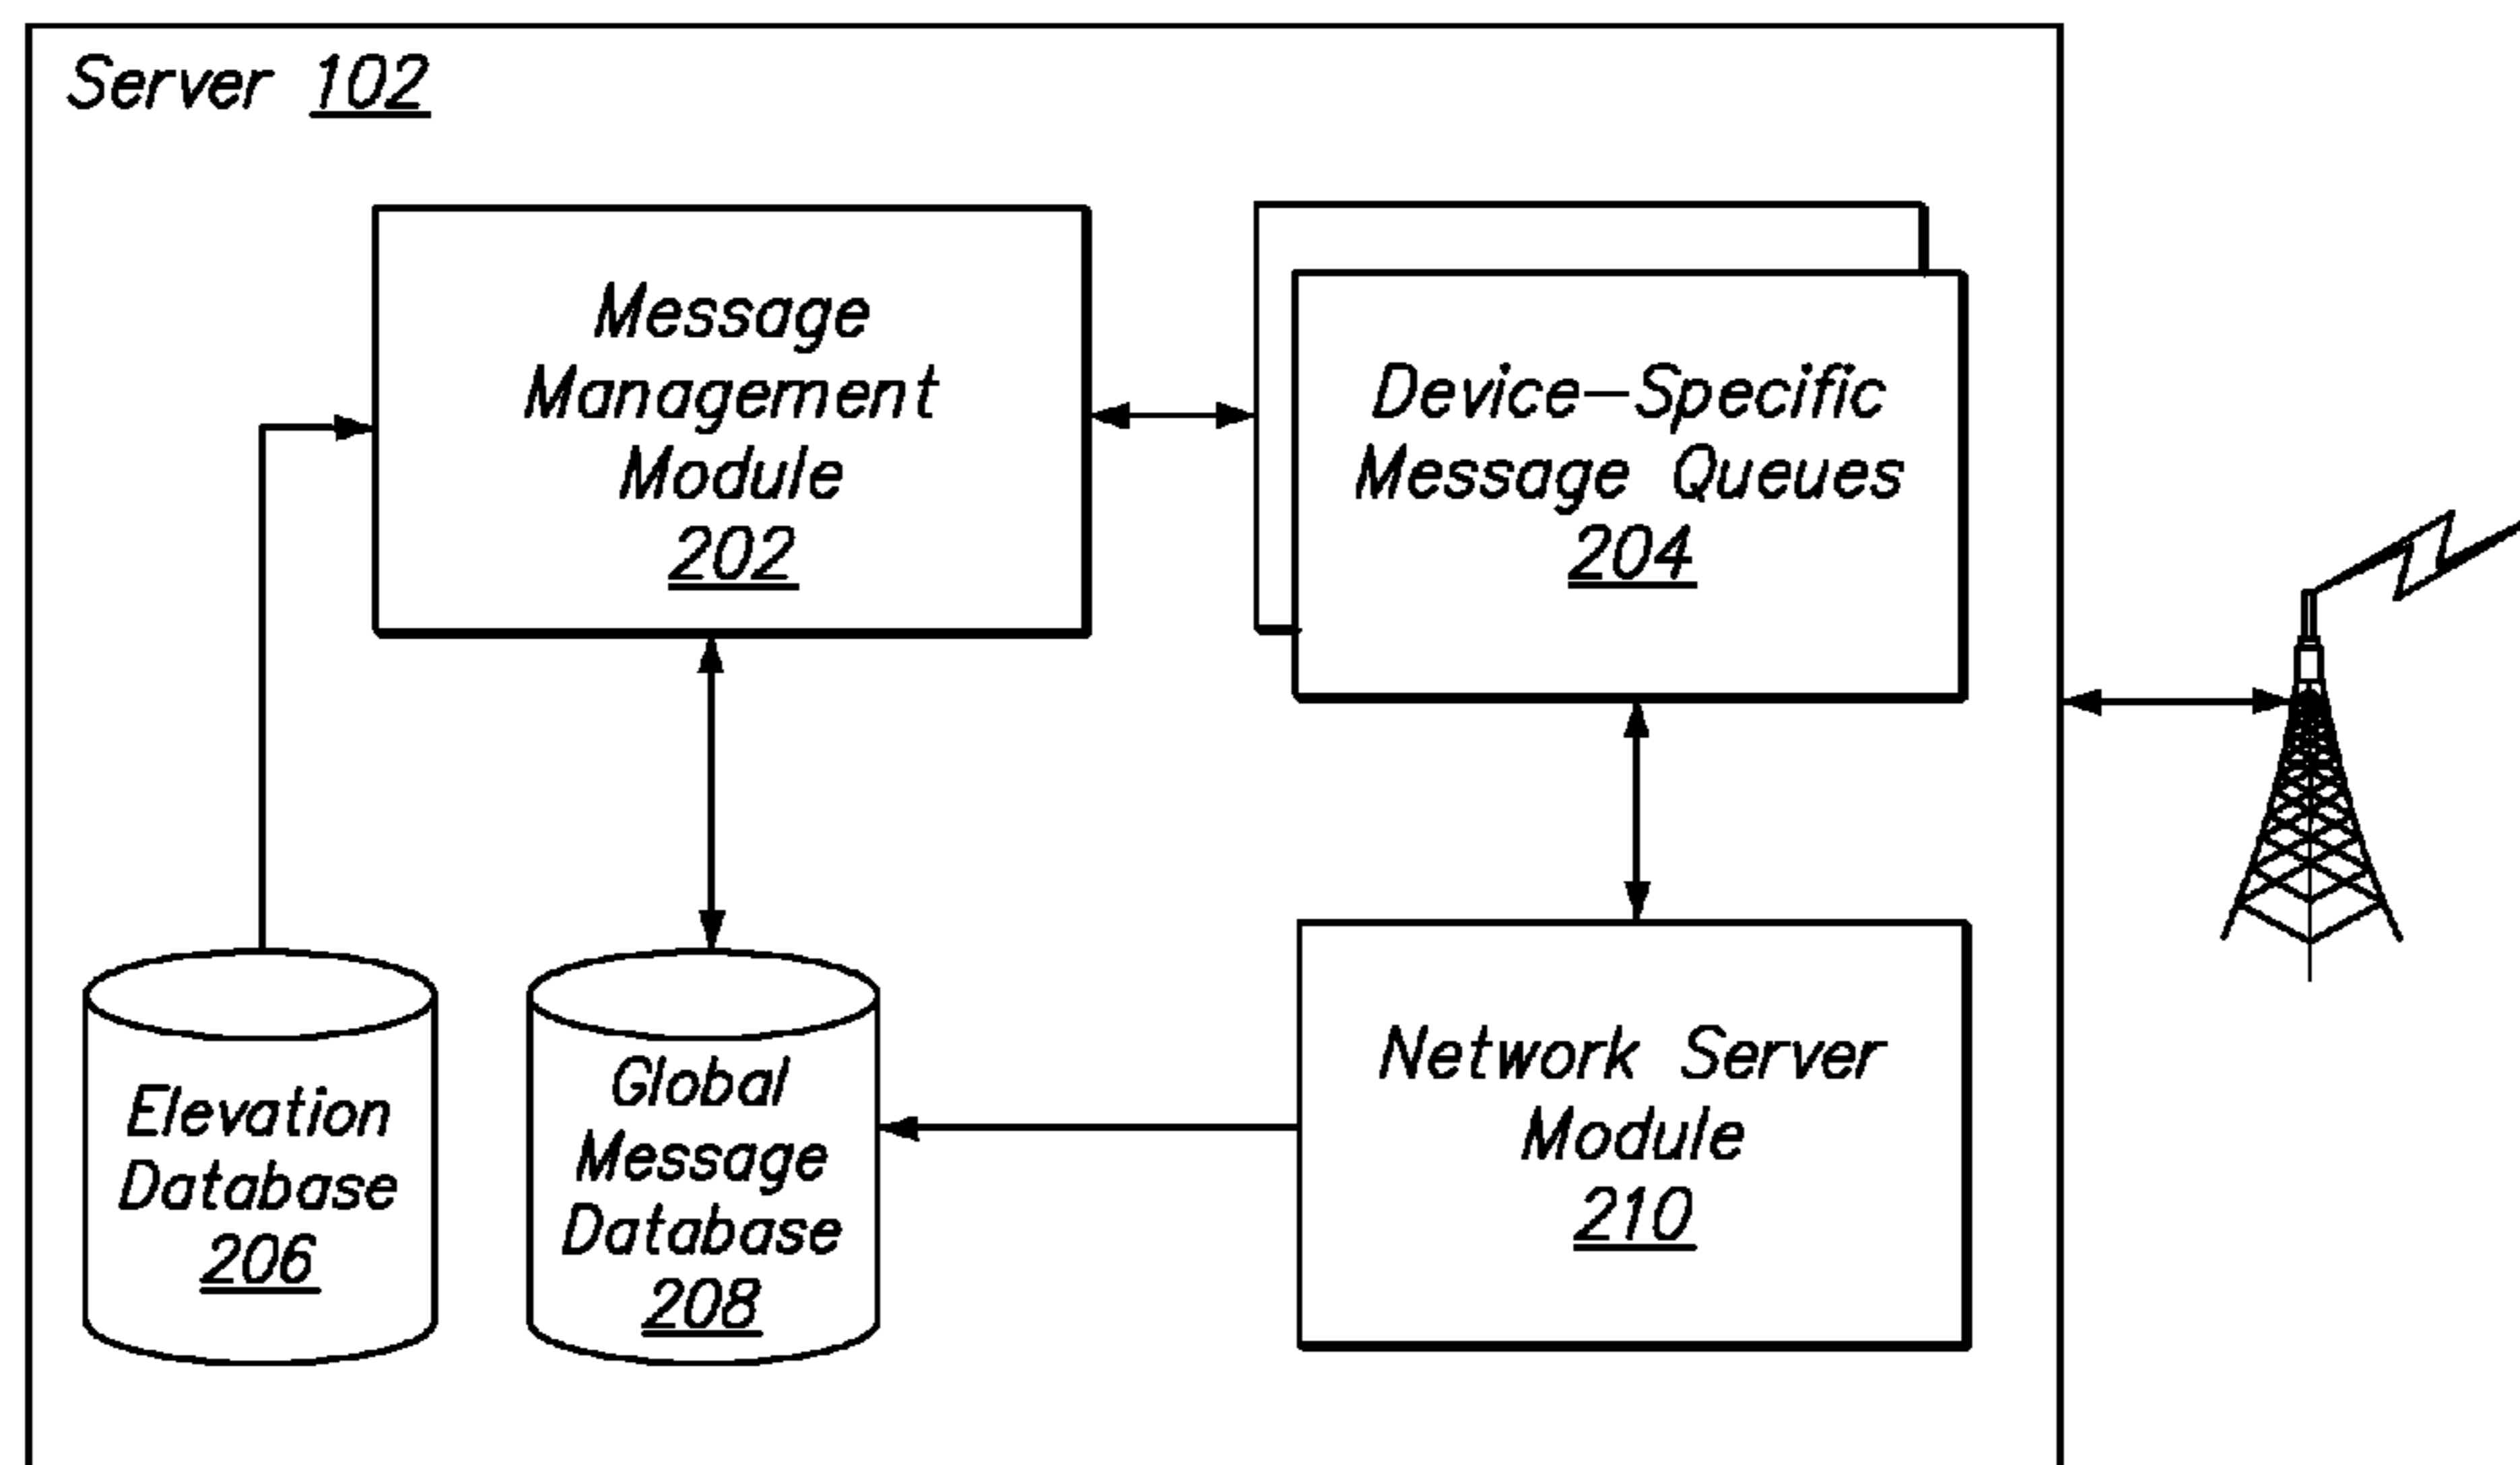 Server 102
Message
Management
Module
202
Device-Specific
Message Queues
204
Elevation
Database
206
Global
Message
Database
208
Network Server
Module
210